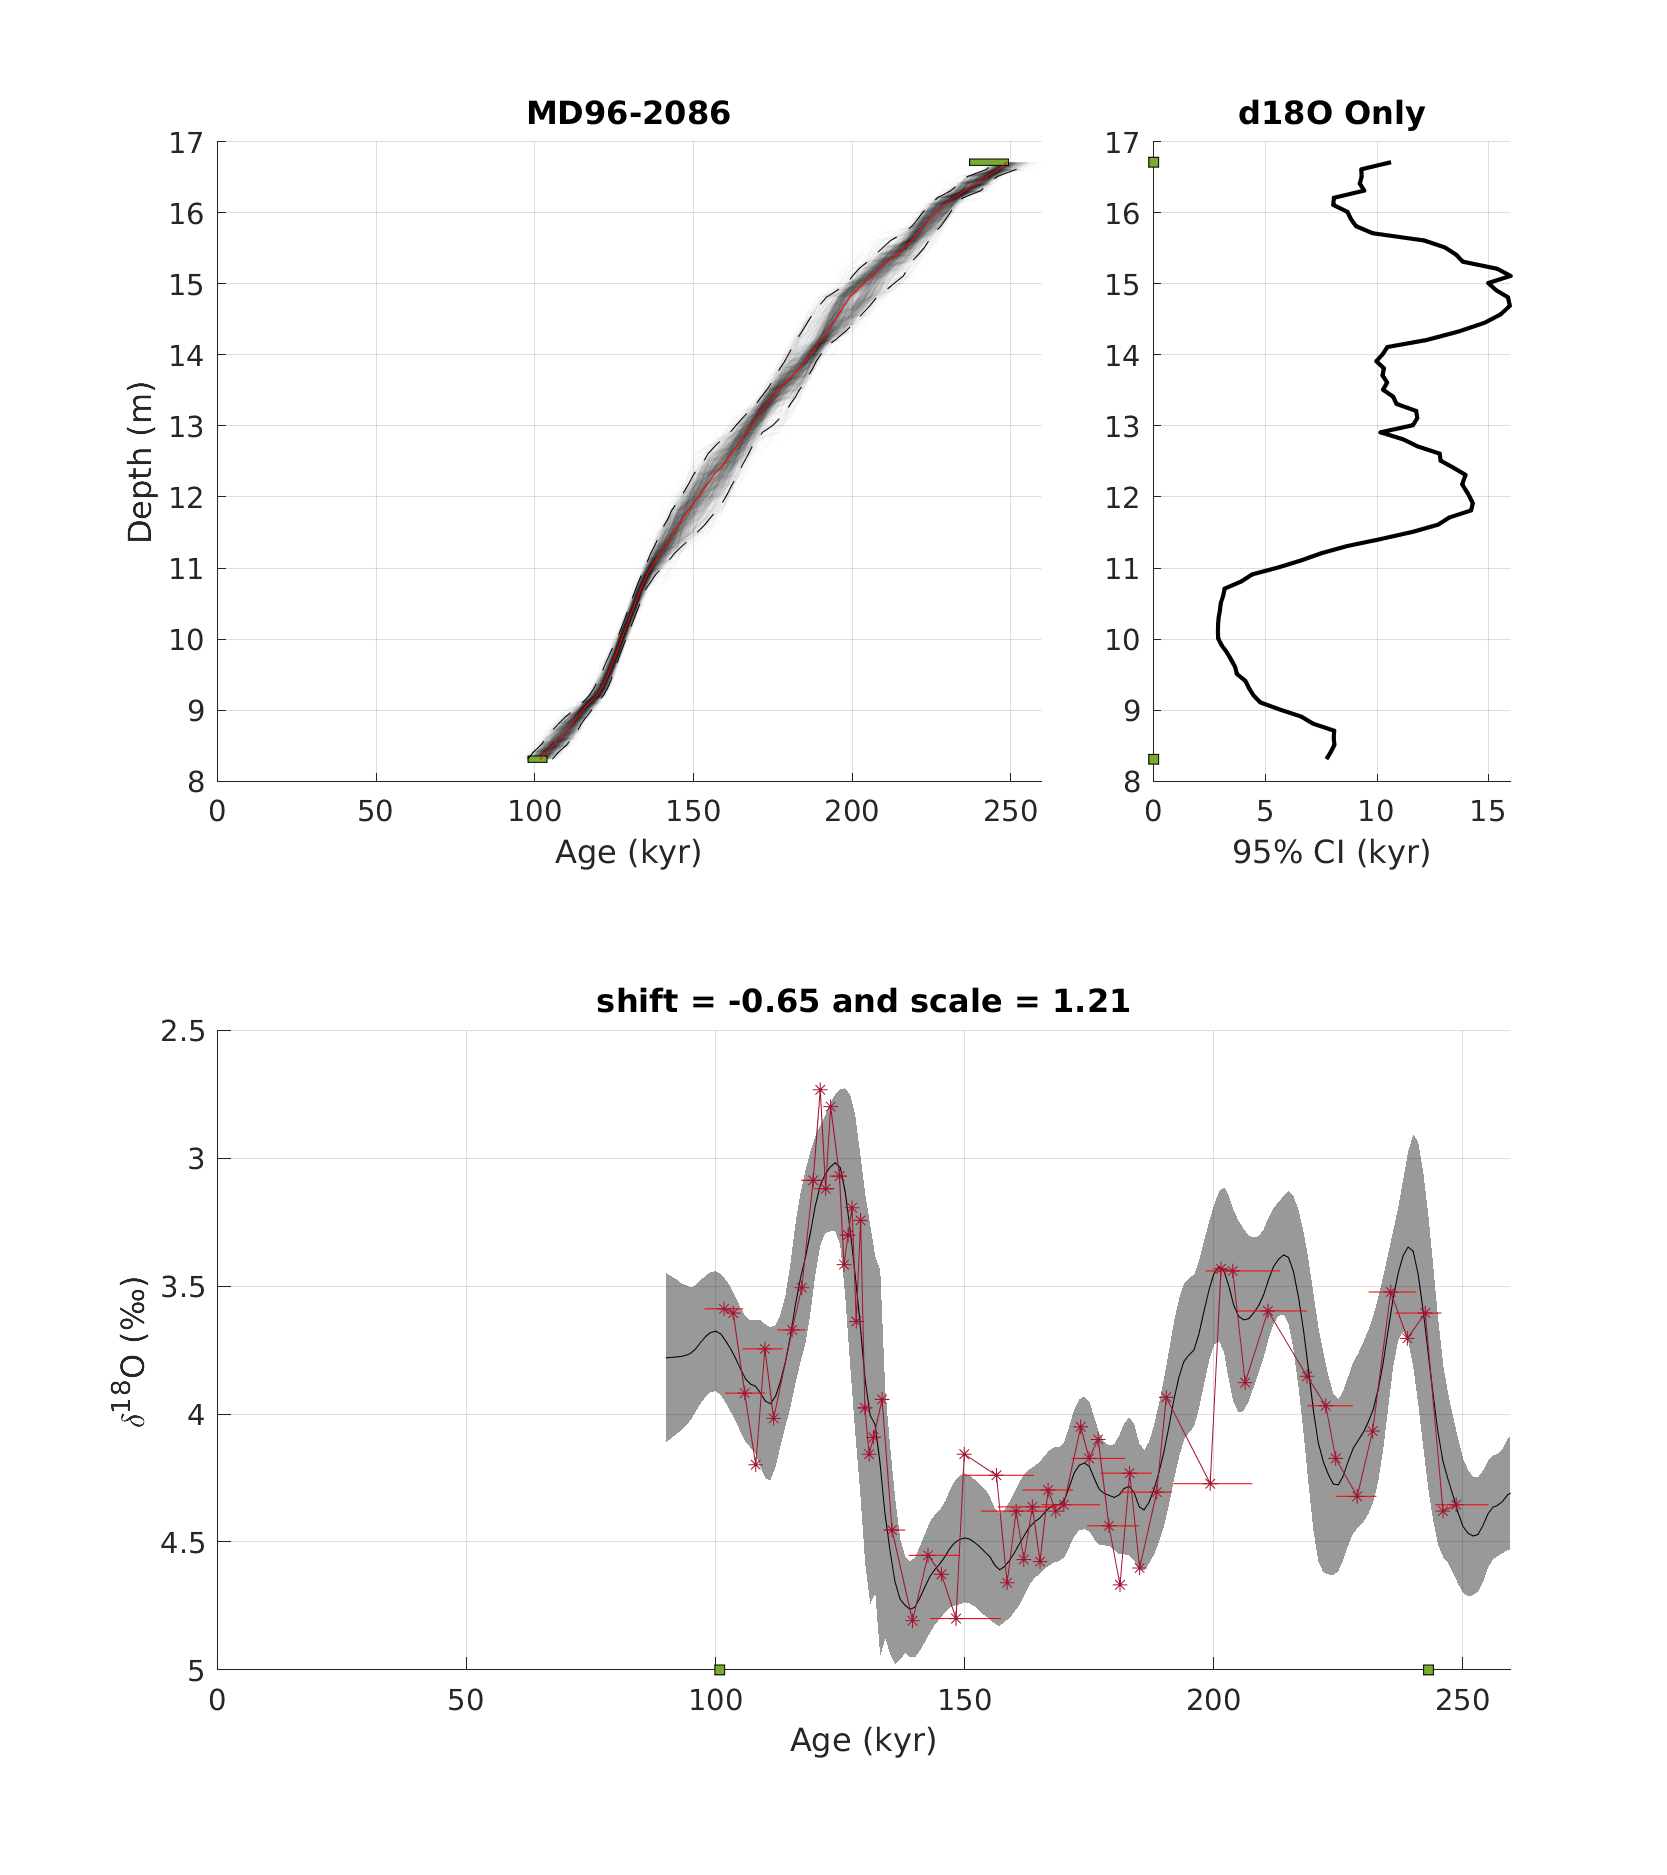 MD96-2086
d18O Only
17
16
15
14
13
12
11
10
9
8
Depth (m)
0 50 100 150 200 250
Age (kyr)
17
16
15
14
13
12
11
10
9
8
0 5 10 15
95% CI (kyr)
shift = -0.65 and scale = 1.21
2.5
3
3.5
4
4.5
5
δ¹⁸O (‰)
0 50 100 150 200 250
Age (kyr)